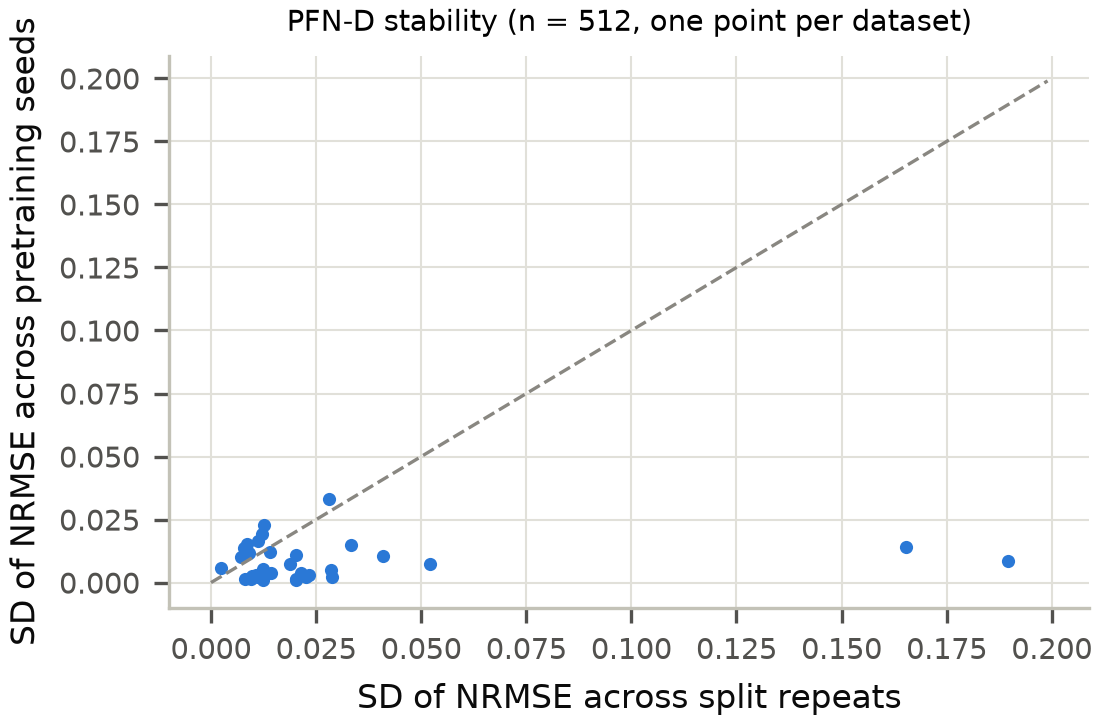 PFN-D stability (n = 512, one point per dataset)
SD of NRMSE across pretraining seeds
0.200
0.175
0.150
0.125
0.100
0.075
0.050
0.025
0.000
0.000 0.025 0.050 0.075 0.100 0.125 0.150 0.175 0.200
SD of NRMSE across split repeats